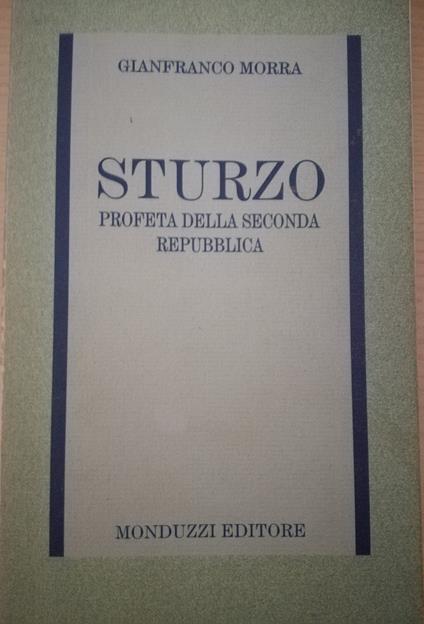 GIANFRANCO MORRA
STURZO
PROFETA DELLA SECONDA
REPUBBLICA
MONDUZZI EDITORE